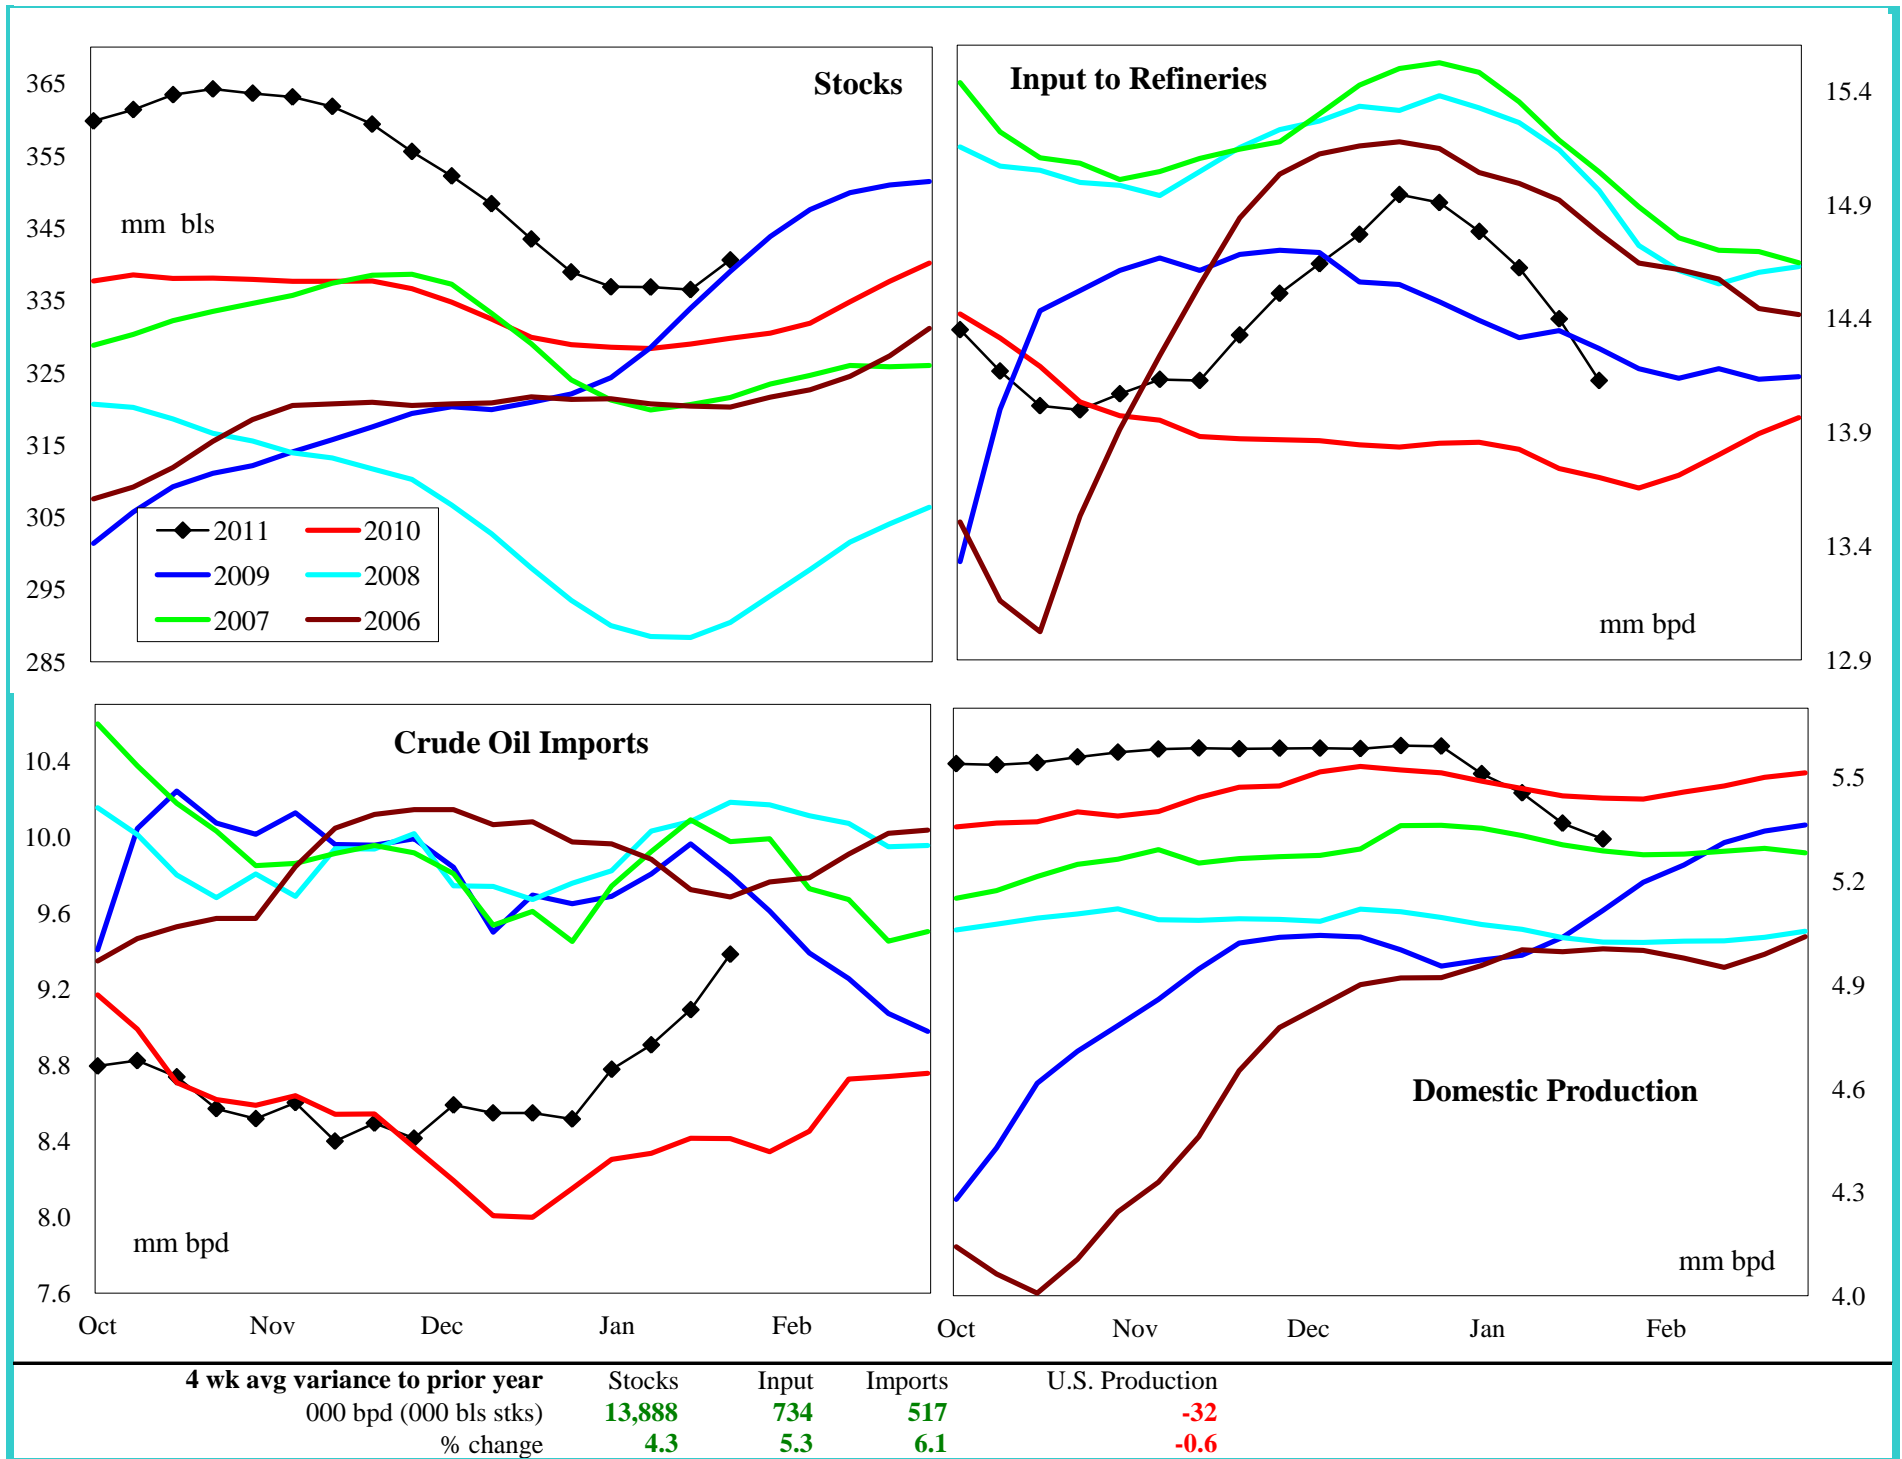 Stocks
365
355
345
335
325
315
305
295
285
mm bls
2011 2010
2009 2008
2007 2006
Input to Refineries
15.4
14.9
14.4
13.9
13.4
12.9
mm bpd
Crude Oil Imports
10.4
10.0
9.6
9.2
8.8
8.4
8.0
7.6
mm bpd
Oct Nov Dec Jan Feb
Domestic Production
5.5
5.2
4.9
4.6
4.3
4.0
mm bpd
Oct Nov Dec Jan Feb
4 wk avg variance to prior year Stocks Input Imports U.S. Production
000 bpd (000 bls stks) 13,888 734 517 -32
% change 4.3 5.3 6.1 -0.6